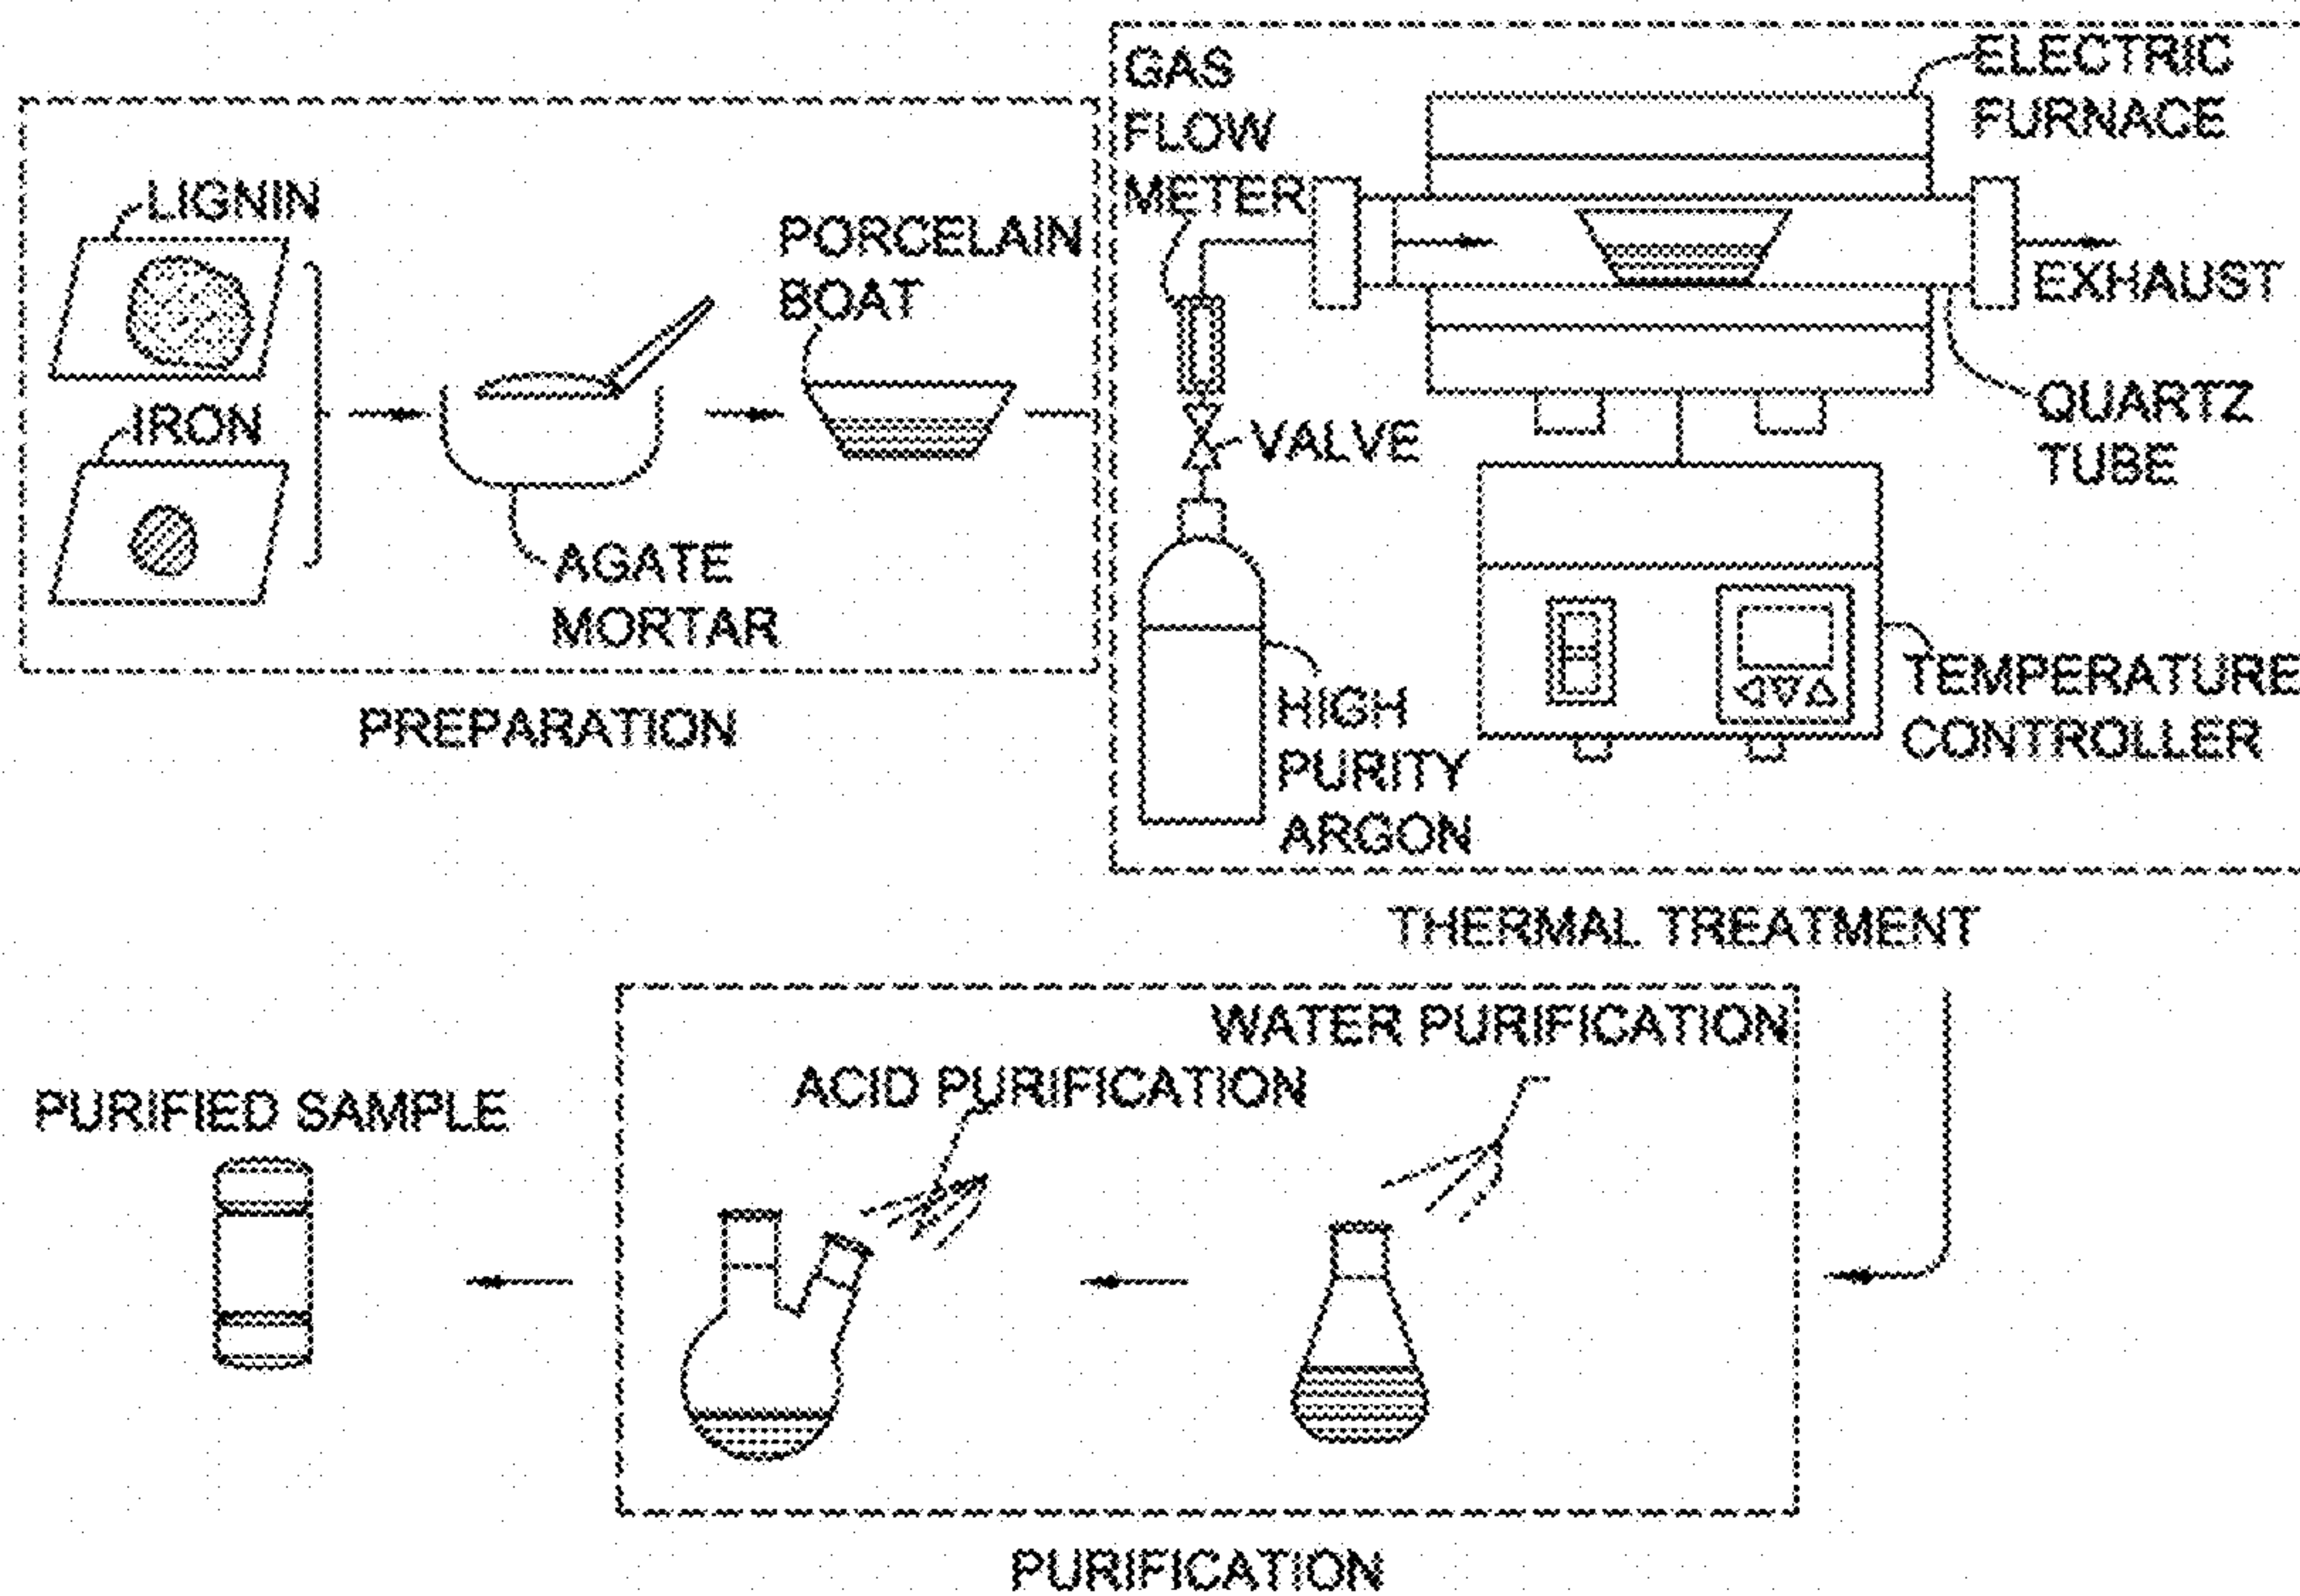 LIGNIN
IRON
AGATE
MORTAR
PORCELAIN
BOAT
PREPARATION
GAS
FLOW
METER
ELECTRIC
FURNACE
EXHAUST
QUARTZ
TUBE
VALVE
HIGH
PURITY
ARGON
TEMPERATURE
CONTROLLER
THERMAL TREATMENT
WATER PURIFICATION
ACID PURIFICATION
PURIFIED SAMPLE
PURIFICATION